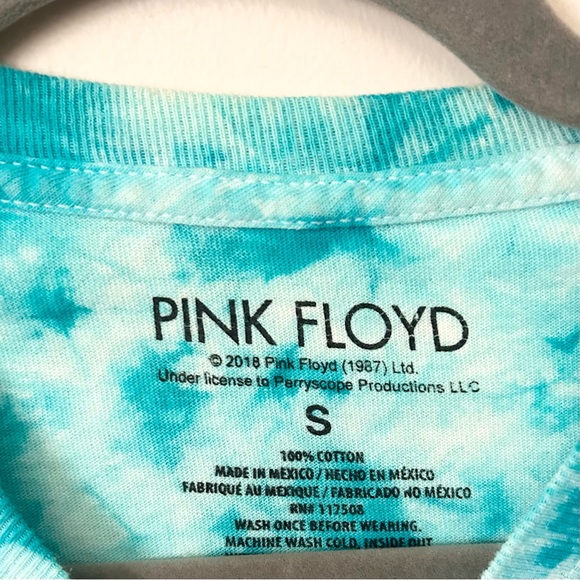 PINK FLOYD
© 2018 Pink Floyd (1987) Ltd.
Under license to Perryscope Productions LLC
S
100% COTTON
MADE IN MÉXICO / HECHO EN MÉXICO
FABRIQUÉ AU MEXIQUE / FABRICADO NO MÉXICO
RN# 117508
WASH ONCE BEFORE WEARING.
MACHINE WASH COLD, INSIDE OUT